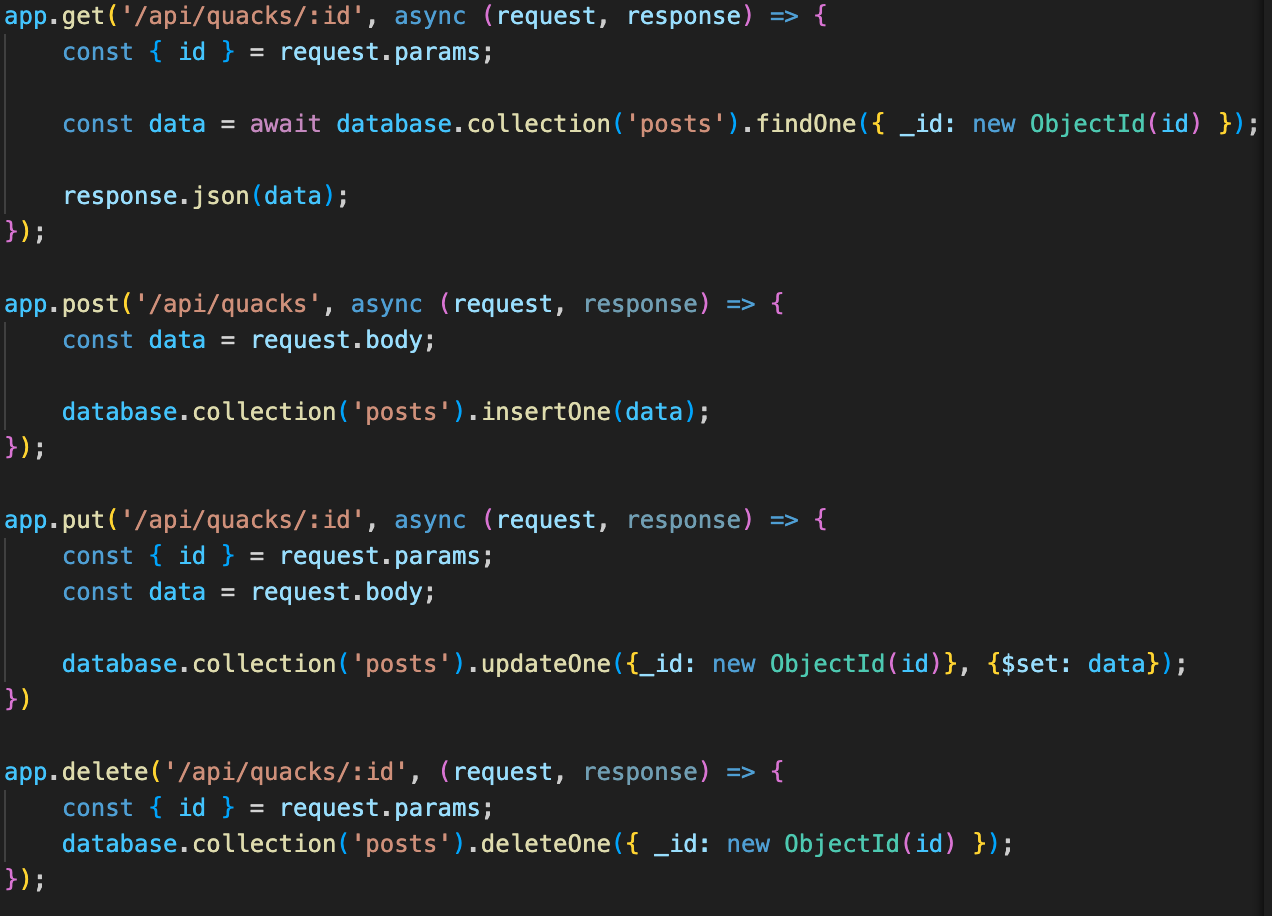 app.get('/api/quacks/:id', async (request, response) => {
    const { id } = request.params;

    const data = await database.collection('posts').findOne({ _id: new ObjectId(id) });

    response.json(data);
});

app.post('/api/quacks', async (request, response) => {
    const data = request.body;

    database.collection('posts').insertOne(data);
});

app.put('/api/quacks/:id', async (request, response) => {
    const { id } = request.params;
    const data = request.body;

    database.collection('posts').updateOne({_id: new ObjectId(id)}, {$set: data});
})

app.delete('/api/quacks/:id', (request, response) => {
    const { id } = request.params;
    database.collection('posts').deleteOne({ _id: new ObjectId(id) });
});